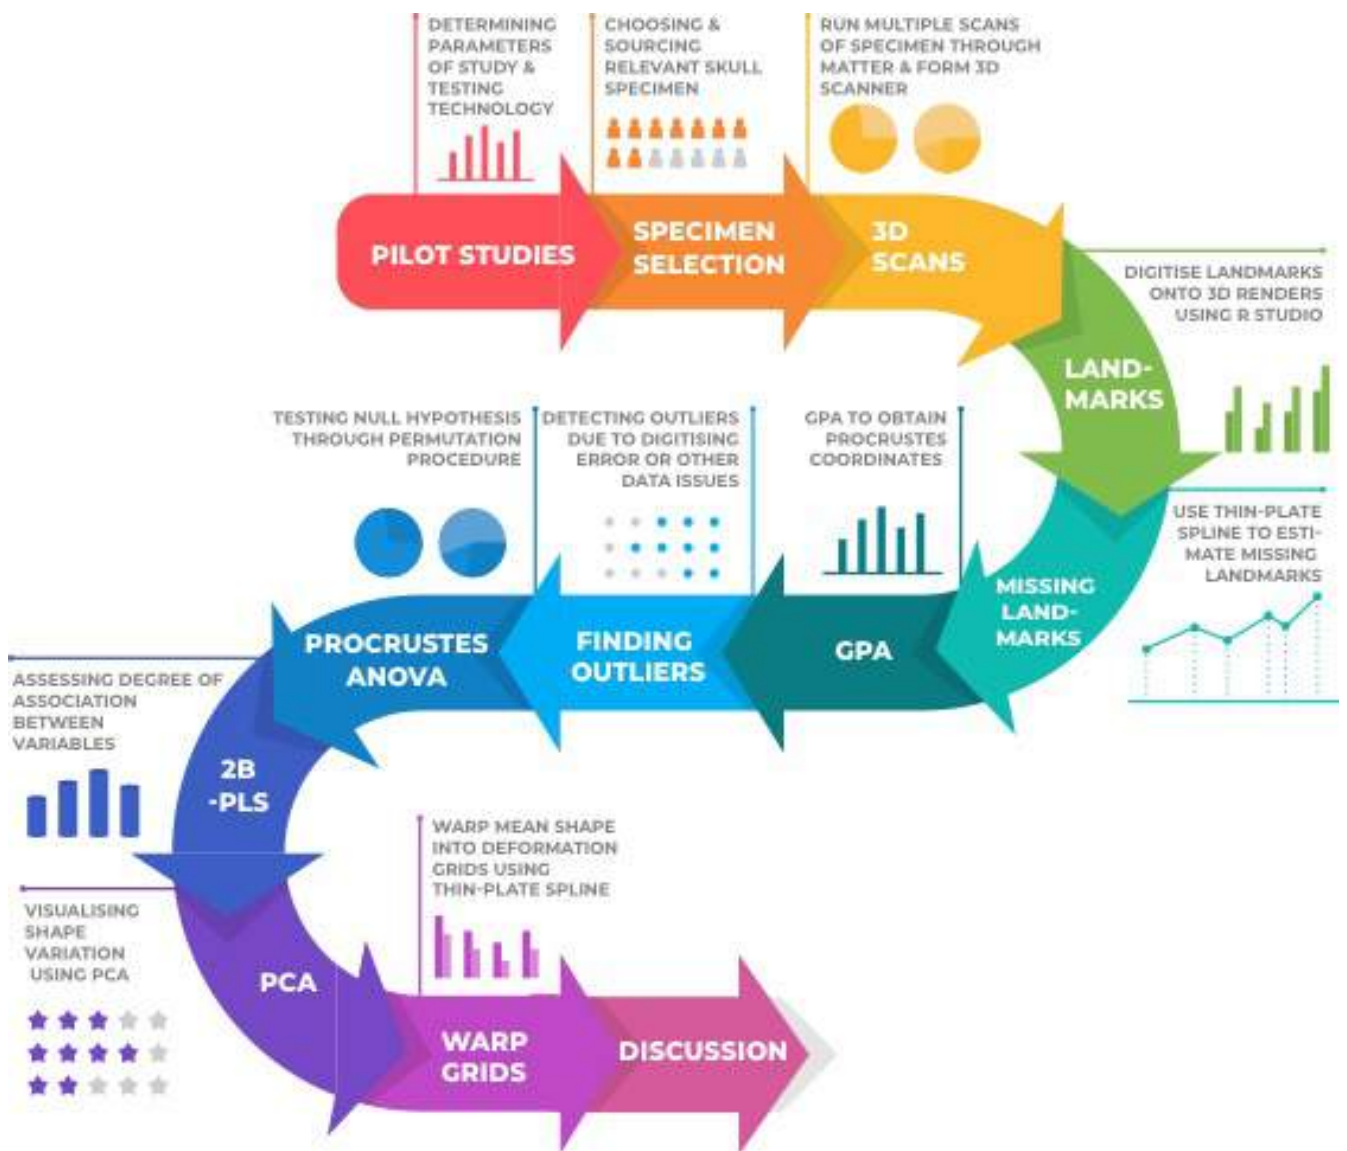 DETERMINING
PARAMETERS
OF STUDY &
TESTING
TECHNOLOGY
CHOOSING &
SOURCING
RELEVANT SKULL
SPECIMEN
RUN MULTIPLE SCANS
OF SPECIMEN THROUGH
MATTER & FORM 3D
SCANNER
PILOT STUDIES
SPECIMEN
SELECTION
3D
SCANS
DIGITISE LANDMARKS
ONTO 3D RENDERS
USING R STUDIO
LAND-
MARKS
USE THIN-PLATE
SPLINE TO ESTI-
MATE MISSING
LANDMARKS
MISSING
LAND-
MARKS
GPA TO OBTAIN
PROCRUSTES
COORDINATES
GPA
DETECTING OUTLIERS
DUE TO DIGITISING
ERROR OR OTHER
DATA ISSUES
FINDING
OUTLIERS
TESTING NULL HYPOTHESIS
THROUGH PERMUTATION
PROCEDURE
PROCRUSTES
ANOVA
ASSESSING DEGREE OF
ASSOCIATION
BETWEEN
VARIABLES
2B
-PLS
VISUALISING
SHAPE
VARIATION
USING PCA
PCA
WARP MEAN SHAPE
INTO DEFORMATION
GRIDS USING
THIN-PLATE SPLINE
WARP
GRIDS
DISCUSSION